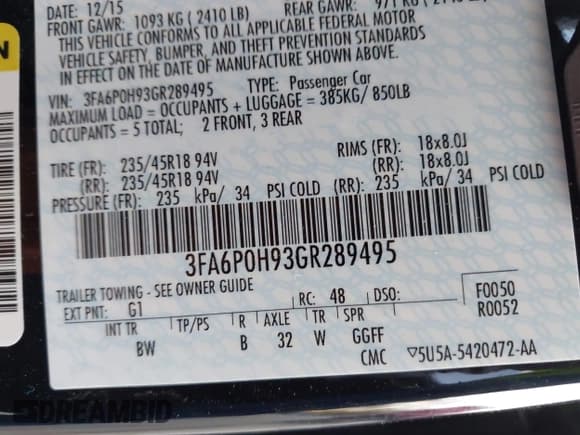 DATE: 12/15
FRONT GAWR: 1093 KG ( 2410 LB) REAR GAWR: 971 KG
THIS VEHICLE CONFORMS TO ALL APPLICABLE FEDERAL MOTOR
VEHICLE SAFETY, BUMPER, AND THEFT PREVENTION STANDARDS
IN EFFECT ON THE DATE OF MANUFACTURE SHOWN ABOVE.
VIN: 3FA6P0H93GR289495 TYPE: Passenger Car
MAXIMUM LOAD = OCCUPANTS + LUGGAGE = 385KG/ 850LB
OCCUPANTS = 5 TOTAL; 2 FRONT, 3 REAR
TIRE (FR): 235/45R18 94V RIMS (FR): 18x8.0J
(RR): 235/45R18 94V (RR): 18x8.0J
PRESSURE (FR): 235 kPa/ 34 PSI COLD (RR): 235 kPa/ 34 PSI COLD
3FA6P0H93GR289495
TRAILER TOWING - SEE OWNER GUIDE
EXT PNT: G1 RC: 48 DSO: F0050
R0052
INT TR TP/PS R AXLE TR SPR
BW B 32 W GGFF
CMC ▽5U5A-5420472-AA
DREAMBID